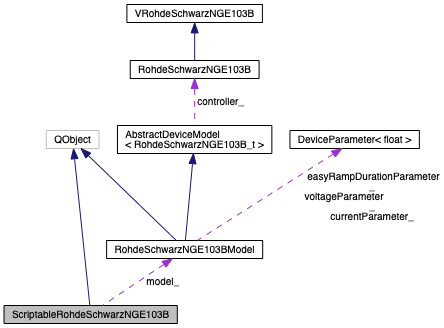 VRohdeSchwarzNGE103B
RohdeSchwarzNGE103B
controller_
QObject
AbstractDeviceModel
< RohdeSchwarzNGE103B_t >
DeviceParameter< float >
easyRampDurationParameter
_
voltageParameter
_
currentParameter_
RohdeSchwarzNGE103BModel
model_
ScriptableRohdeSchwarzNGE103B